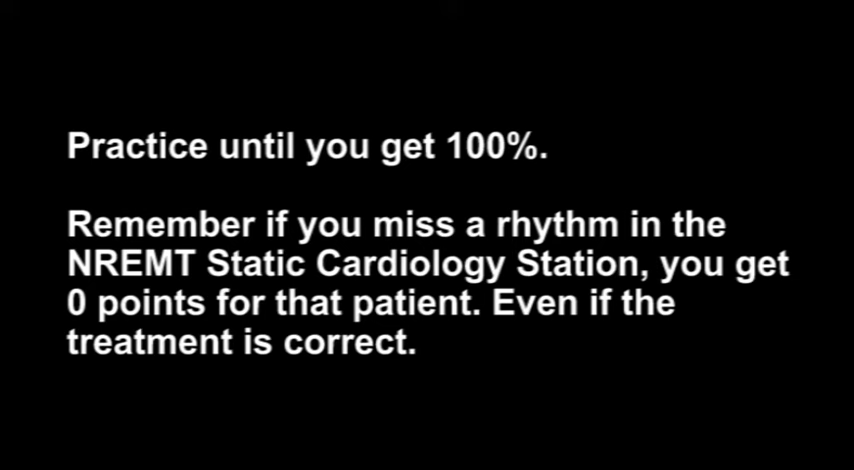 Practice until you get 100%.
Remember if you miss a rhythm in the
NREMT Static Cardiology Station, you get
0 points for that patient. Even if the
treatment is correct.